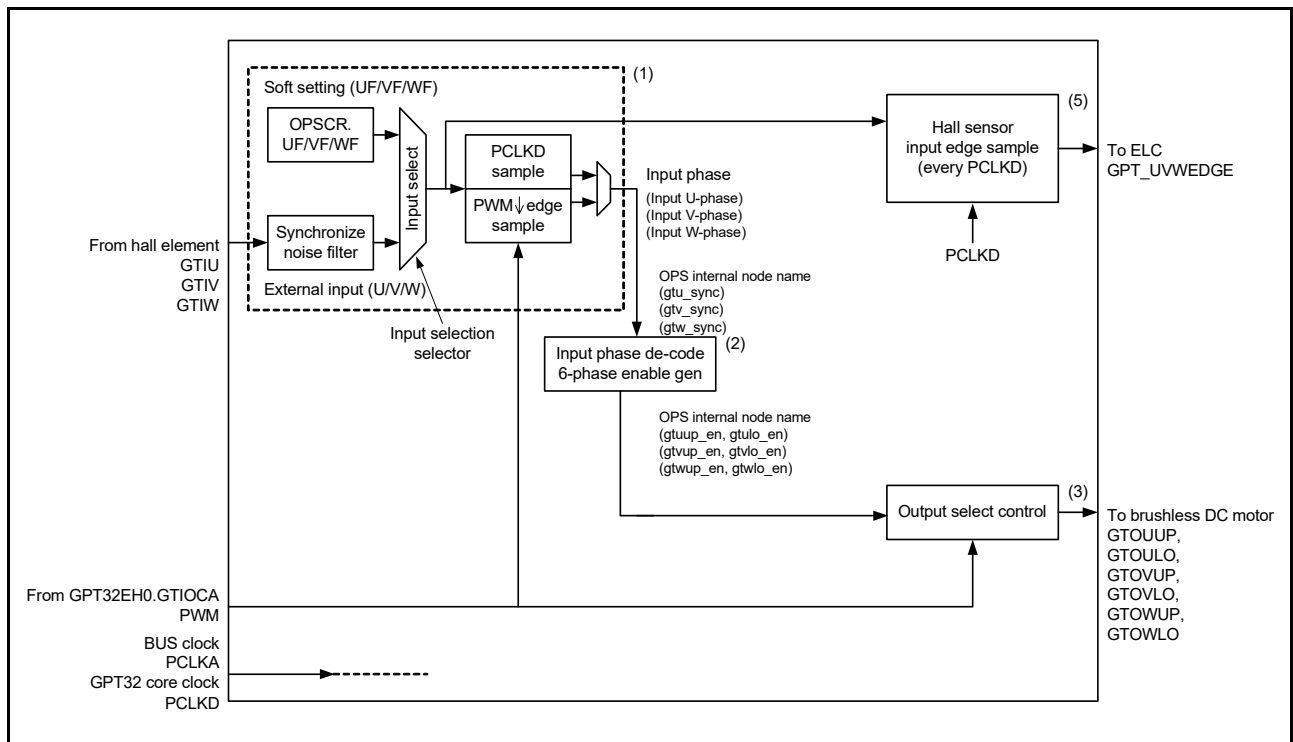 (1)
Soft setting (UF/VF/WF)
OPSCR.
UF/VF/WF
Input select
Synchronize
noise filter
External input (U/V/W)
From hall element
GTIU
GTIV
GTIW
Input selection
selector
PCLKD
sample
PWM↓edge
sample
Input phase
(Input U-phase)
(Input V-phase)
(Input W-phase)
OPS internal node name
(gtu_sync)
(gtv_sync)
(gtw_sync)
(2)
Input phase de-code
6-phase enable gen
OPS internal node name
(gtuup_en, gtulo_en)
(gtvup_en, gtvlo_en)
(gtwup_en, gtwlo_en)
(5)
Hall sensor
input edge sample
(every PCLKD)
PCLKD
To ELC
GPT_UVWEDGE
(3)
Output select control
To brushless DC motor
GTOUUP,
GTOULO,
GTOVUP,
GTOVLO,
GTOWUP,
GTOWLO
From GPT32EH0.GTIOCA
PWM
BUS clock
PCLKA
GPT32 core clock
PCLKD